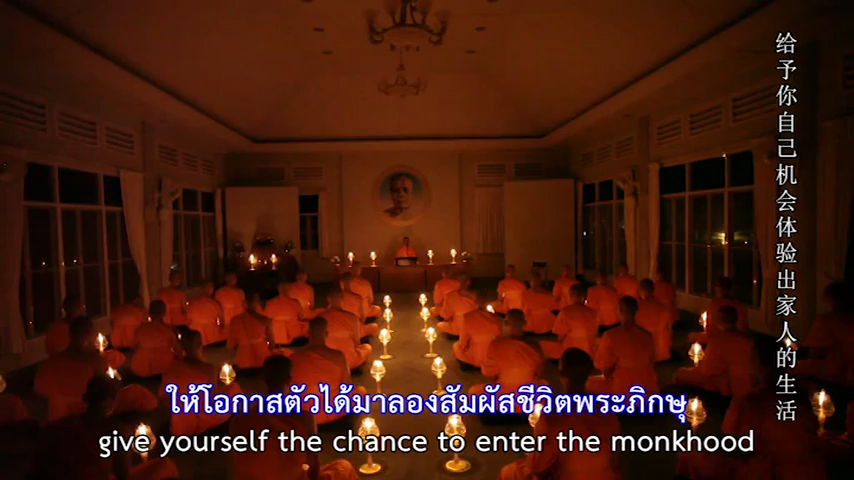 给予你自己机会体验出家人的生活
ให้โอกาสตัวได้มาลองสัมผัสชีวิตพระภิกษุ
give yourself the chance to enter the monkhood